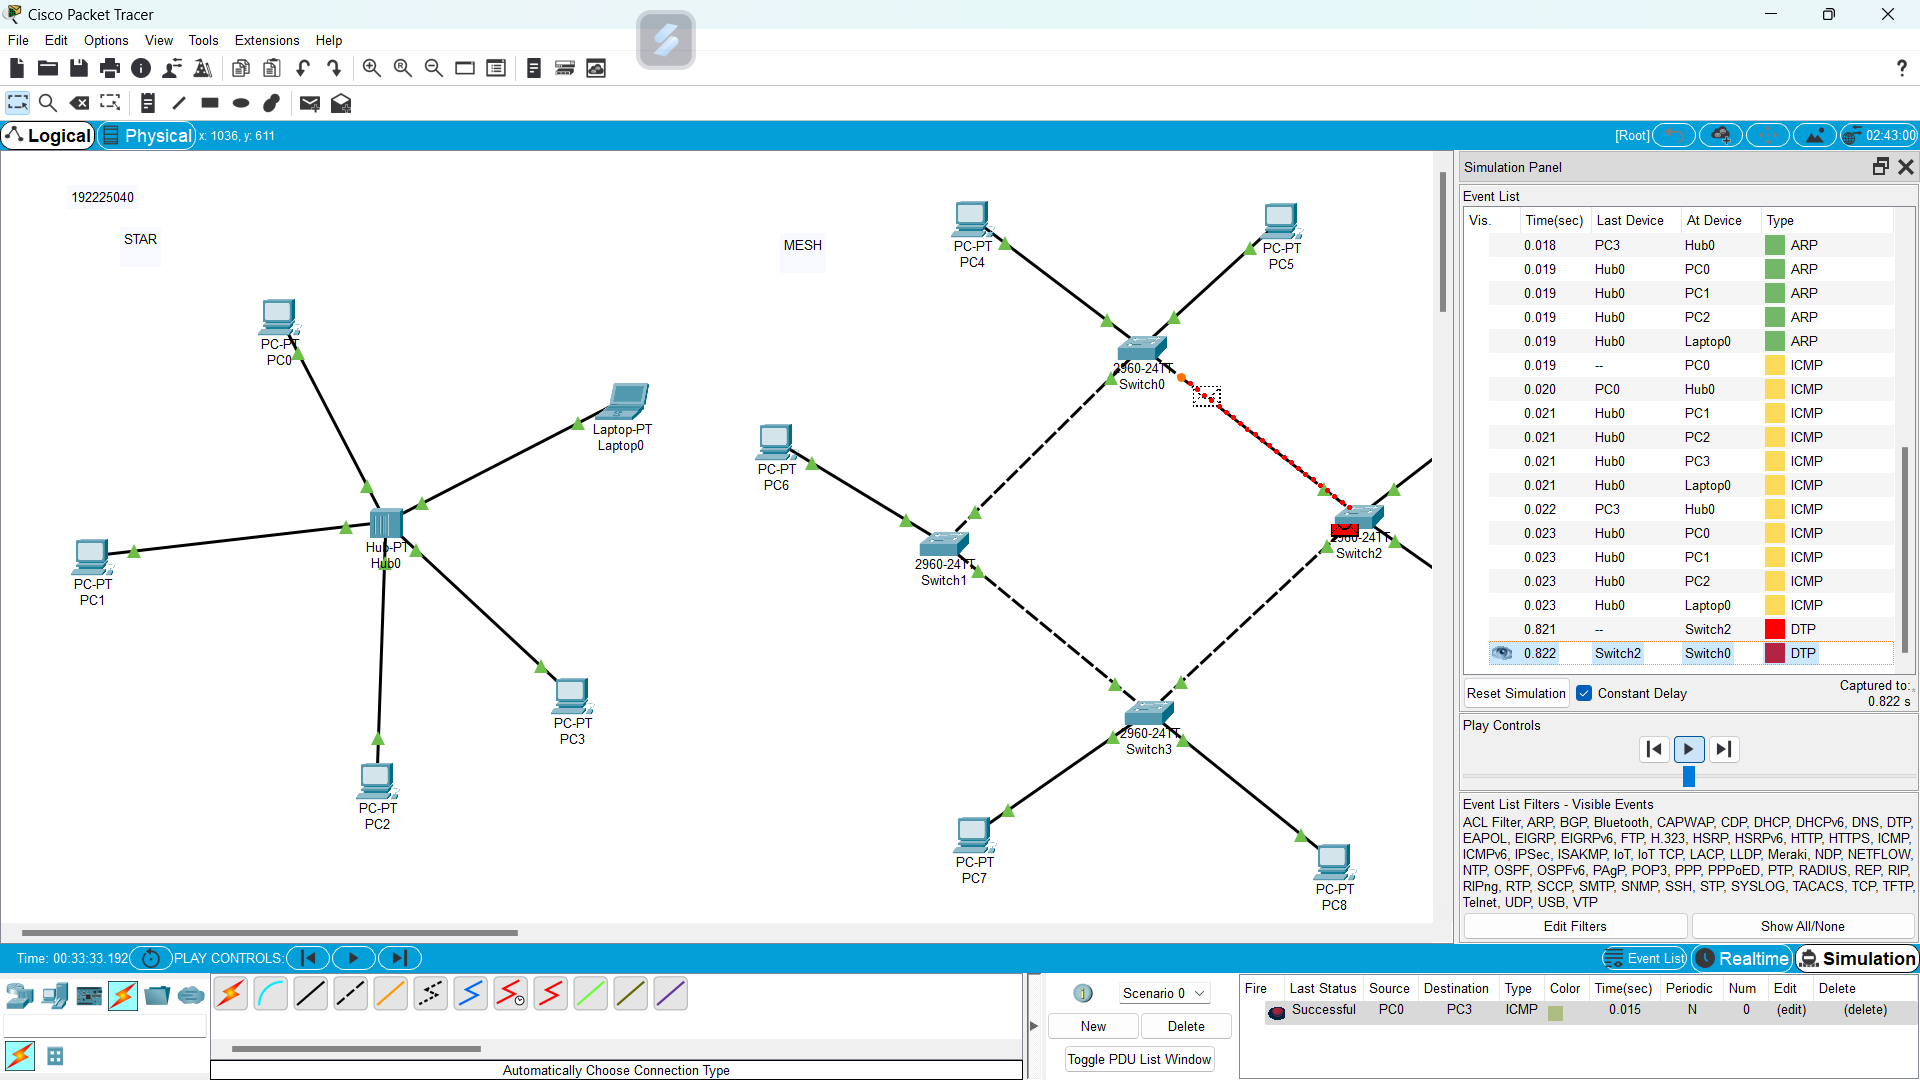 Cisco Packet Tracer
File Edit Options View Tools Extensions Help
Logical Physical x: 1036, y: 611 [Root] 02:43:00
192225040
STAR
MESH
PC-PT
PC0
Laptop-PT
Laptop0
Hub-PT
Hub0
PC-PT
PC1
PC-PT
PC2
PC-PT
PC3
PC-PT
PC4
PC-PT
PC5
2960-24TT
Switch0
PC-PT
PC6
2960-24TT
Switch1
2960-24TT
Switch2
2960-24TT
Switch3
PC-PT
PC7
PC-PT
PC8
Simulation Panel
Event List
Vis. Time(sec) Last Device At Device Type
0.018 PC3 Hub0 ARP
0.019 Hub0 PC0 ARP
0.019 Hub0 PC1 ARP
0.019 Hub0 PC2 ARP
0.019 Hub0 Laptop0 ARP
0.019 -- PC0 ICMP
0.020 PC0 Hub0 ICMP
0.021 Hub0 PC1 ICMP
0.021 Hub0 PC2 ICMP
0.021 Hub0 PC3 ICMP
0.021 Hub0 Laptop0 ICMP
0.022 PC3 Hub0 ICMP
0.023 Hub0 PC0 ICMP
0.023 Hub0 PC1 ICMP
0.023 Hub0 PC2 ICMP
0.023 Hub0 Laptop0 ICMP
0.821 -- Switch2 DTP
0.822 Switch2 Switch0 DTP
Reset Simulation Constant Delay Captured to:
0.822 s
Play Controls
Event List Filters - Visible Events
ACL Filter, ARP, BGP, Bluetooth, CAPWAP, CDP, DHCP, DHCPv6, DNS, DTP,
EAPOL, EIGRP, EIGRPv6, FTP, H.323, HSRP, HSRPv6, HTTP, HTTPS, ICMP,
ICMPv6, IPSec, ISAKMP, IoT, IoT TCP, LACP, LLDP, Meraki, NDP, NETFLOW,
NTP, OSPF, OSPFv6, PAgP, POP3, PPP, PPPoED, PTP, RADIUS, REP, RIP,
RIPng, RTP, SCCP, SMTP, SNMP, SSH, STP, SYSLOG, TACACS, TCP, TFTP,
Telnet, UDP, USB, VTP
Edit Filters Show All/None
Time: 00:33:33.192 PLAY CONTROLS: Event List Realtime Simulation
Scenario 0
New Delete
Toggle PDU List Window
Automatically Choose Connection Type
Fire Last Status Source Destination Type Color Time(sec) Periodic Num Edit Delete
Successful PC0 PC3 ICMP 0.015 N 0 (edit) (delete)